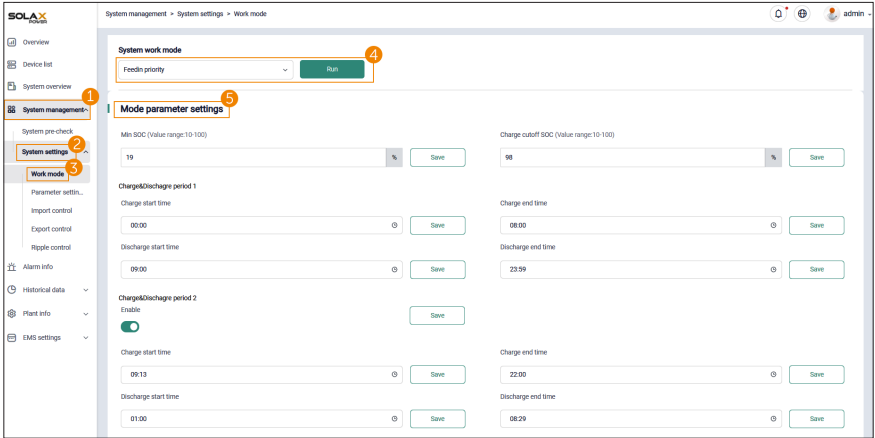 SOLAX
POWER
System management > System settings > Work mode
admin
Overview
Device list
System overview
1
System management
System pre-check
2
System settings
3
Work mode
Parameter settin...
Import control
Export control
Ripple control
Alarm info
Historical data
Plant info
EMS settings
System work mode
4
Feedin priority
Run
5
Mode parameter settings
Min SOC (Value range:10-100)
Charge cutoff SOC (Value range:10-100)
19 % Save
98 % Save
Charge&Dischagre period 1
Charge start time
Charge end time
00:00 Save
08:00 Save
Discharge start time
Discharge end time
09:00 Save
23:59 Save
Charge&Dischagre period 2
Enable
Save
Charge start time
Charge end time
09:13 Save
22:00 Save
Discharge start time
Discharge end time
01:00 Save
08:29 Save